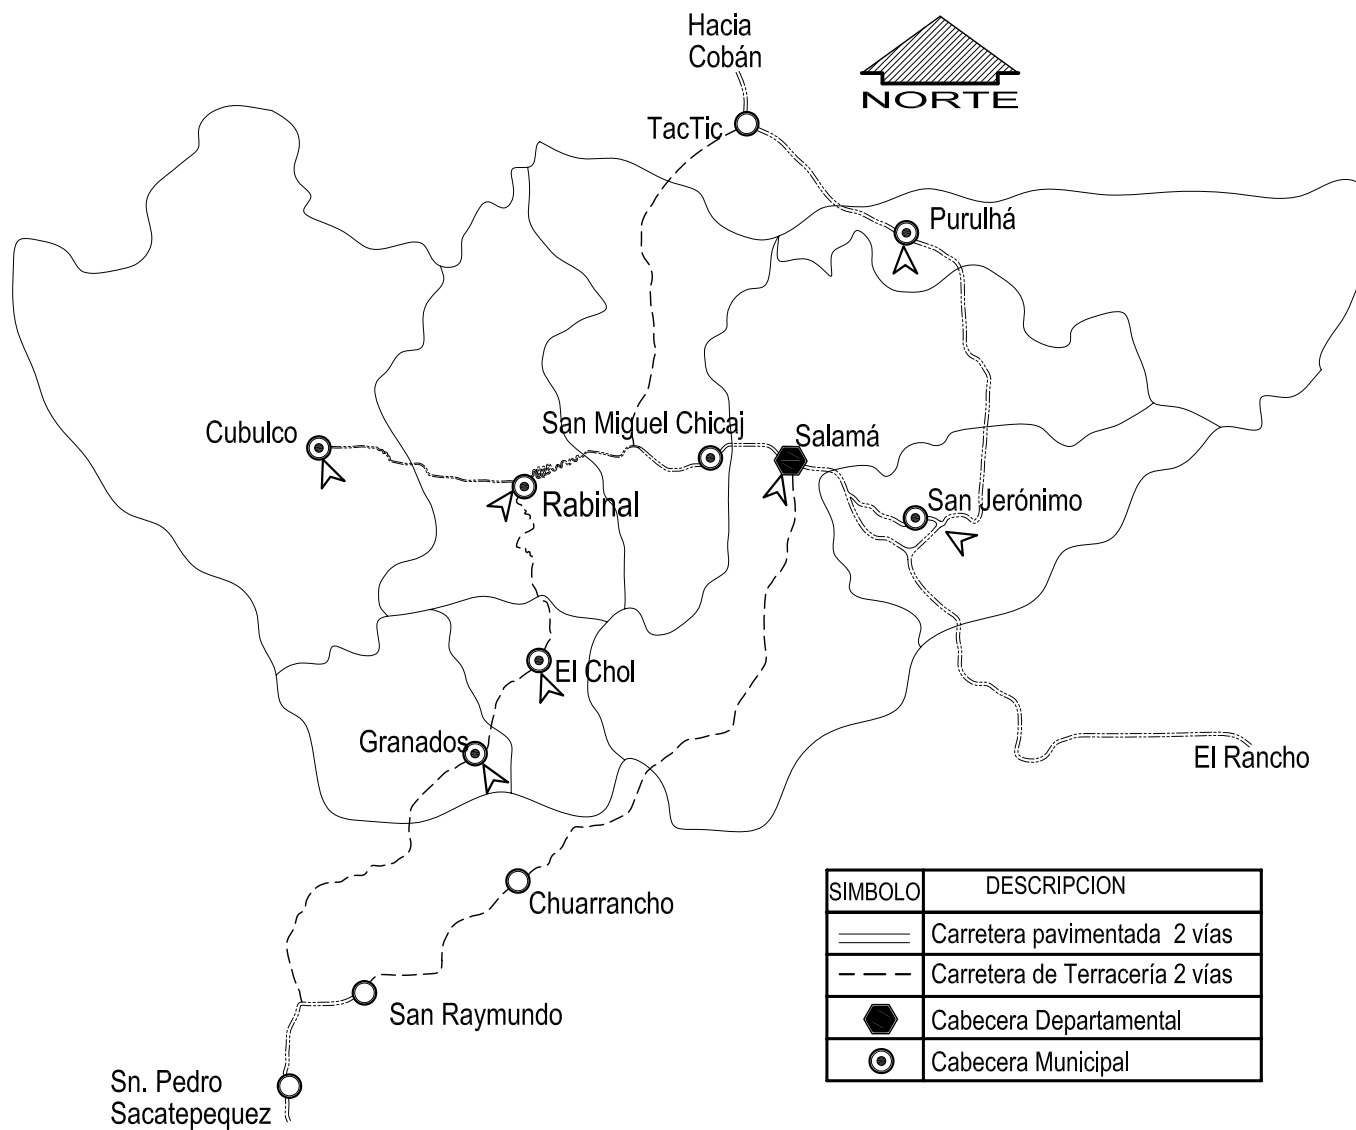 Hacia
Cobán
NORTE
TacTic
Purulhá
Cubulco
San Miguel Chicaj
Salamá
Rabinal
San Jerónimo
El Chol
Granados
El Rancho
Chuarrancho
San Raymundo
Sn. Pedro
Sacatepequez
SIMBOLO DESCRIPCION
Carretera pavimentada 2 vías
Carretera de Terracería 2 vías
Cabecera Departamental
Cabecera Municipal